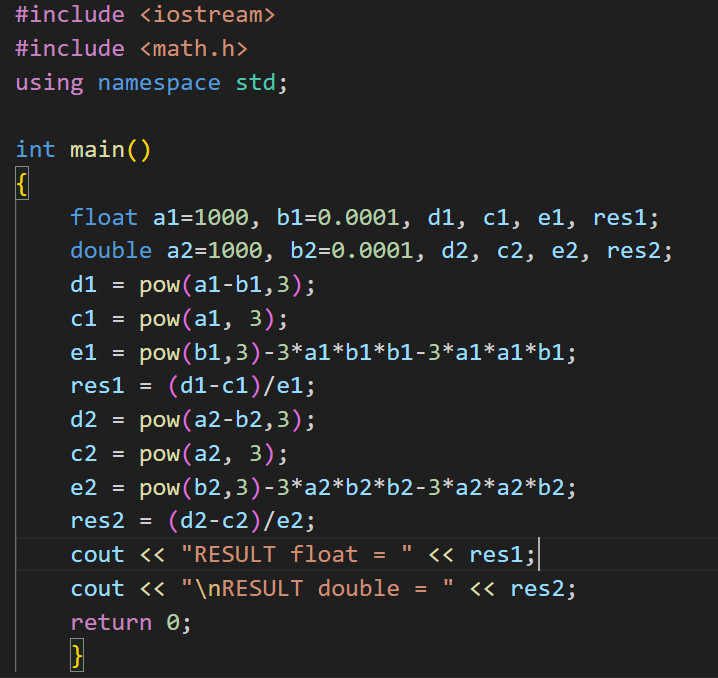 #include <iostream>
#include <math.h>
using namespace std;
int main()
{
float a1=1000, b1=0.0001, d1, c1, e1, res1;
double a2=1000, b2=0.0001, d2, c2, e2, res2;
d1 = pow(a1-b1,3);
c1 = pow(a1, 3);
e1 = pow(b1,3)-3*a1*b1*b1-3*a1*a1*b1;
res1 = (d1-c1)/e1;
d2 = pow(a2-b2,3);
c2 = pow(a2, 3);
e2 = pow(b2,3)-3*a2*b2*b2-3*a2*a2*b2;
res2 = (d2-c2)/e2;
cout << "RESULT float = " << res1;
cout << "\nRESULT double = " << res2;
return 0;
}